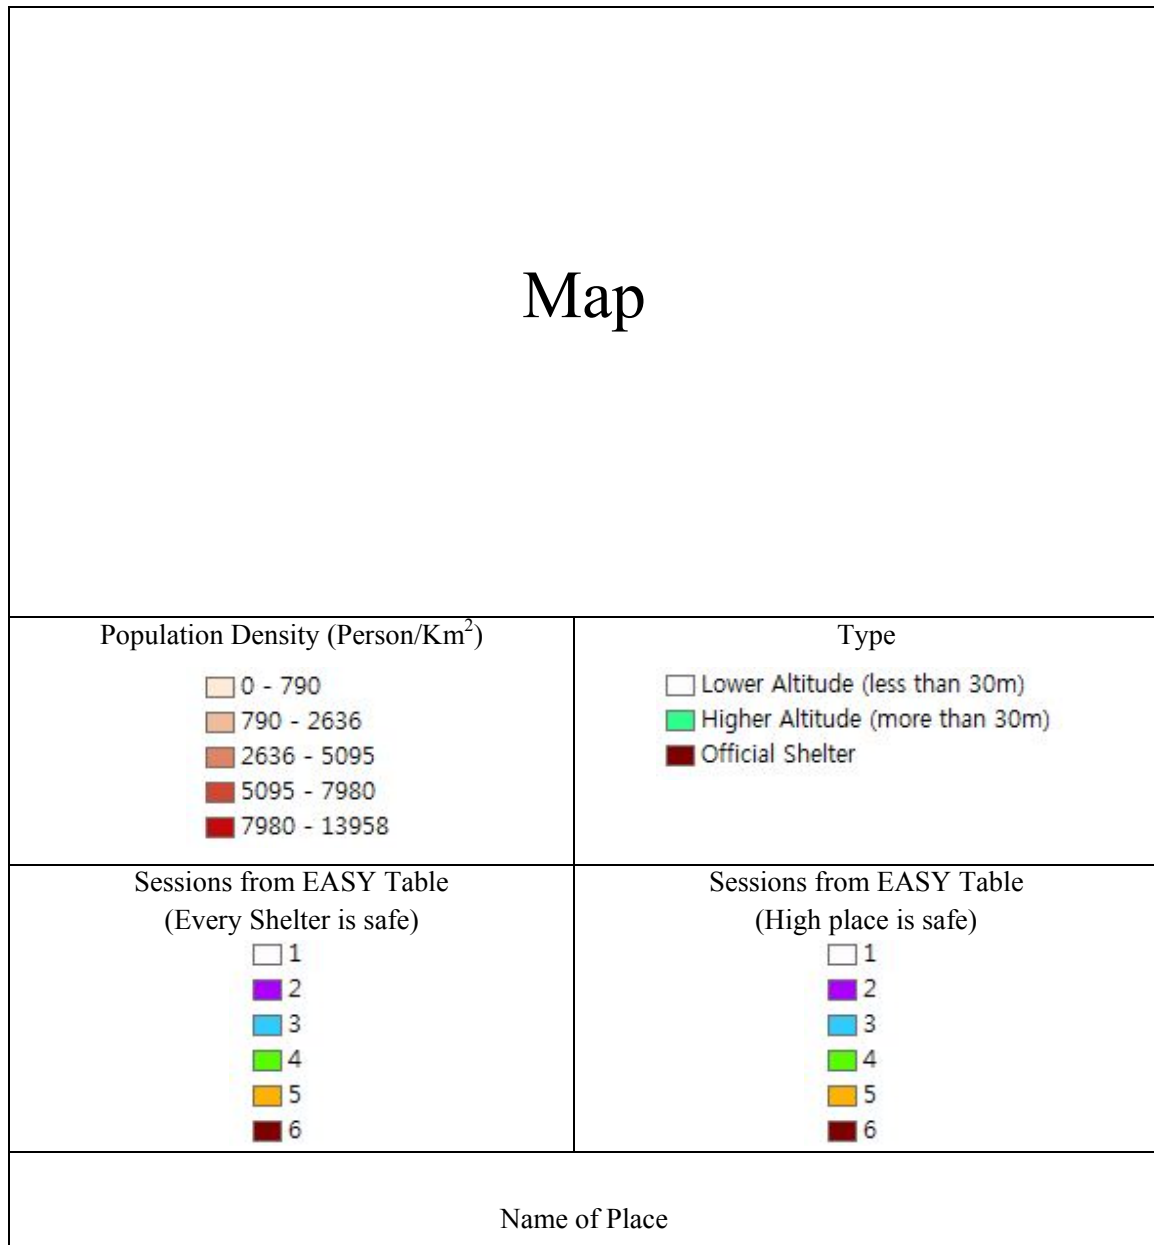 Map
Population Density (Person/Km²)
0 - 790
790 - 2636
2636 - 5095
5095 - 7980
7980 - 13958
Type
Lower Altitude (less than 30m)
Higher Altitude (more than 30m)
Official Shelter
Sessions from EASY Table
(Every Shelter is safe)
1
2
3
4
5
6
Sessions from EASY Table
(High place is safe)
1
2
3
4
5
6
Name of Place